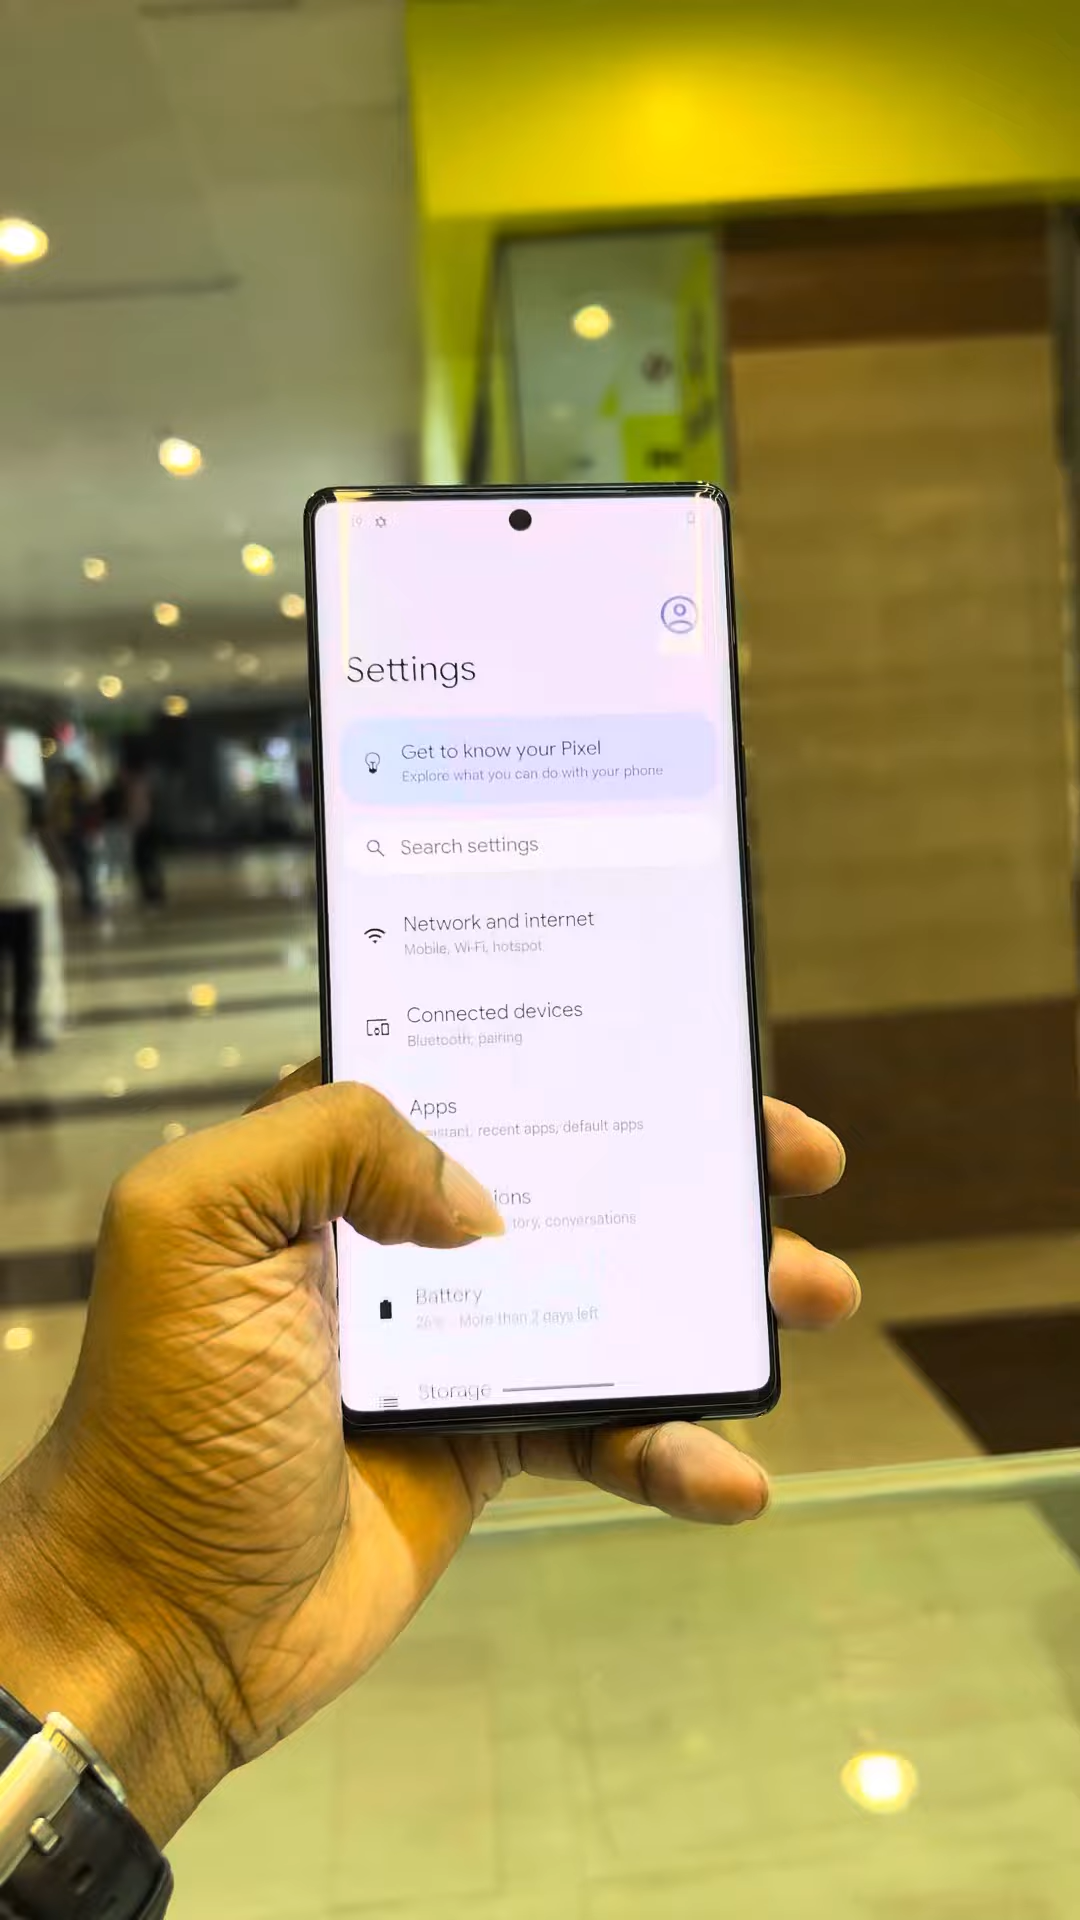 Settings
Get to know your Pixel
Explore what you can do with your phone
Search settings
Network and internet
Mobile, Wi-Fi, hotspot
Connected devices
Bluetooth, pairing
Apps
recent apps, default apps
conversations
Battery
More than 2 days left
Storage